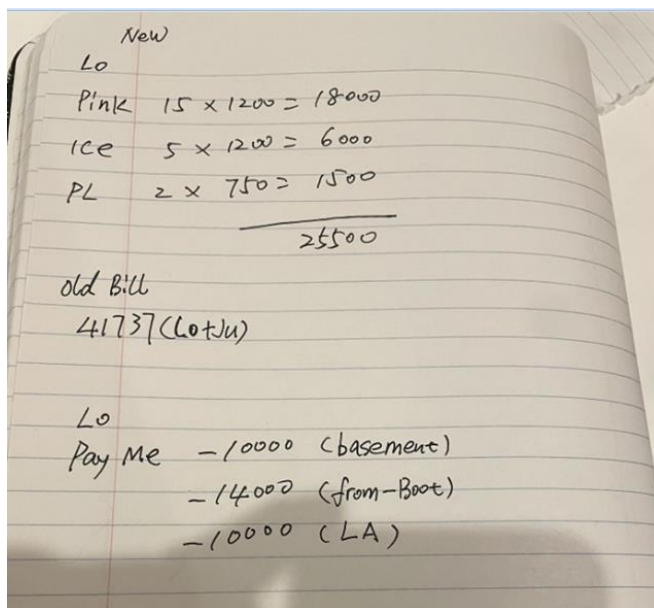 New
Lo
Pink 15 × 1200 = 18000
Ice 5 × 1200 = 6000
PL 2 × 750 = 1500
25500
old Bill
41737 (Lo+Ju)
Lo
Pay Me -10000 (basement)
-14000 (from-Boot)
-10000 (LA)